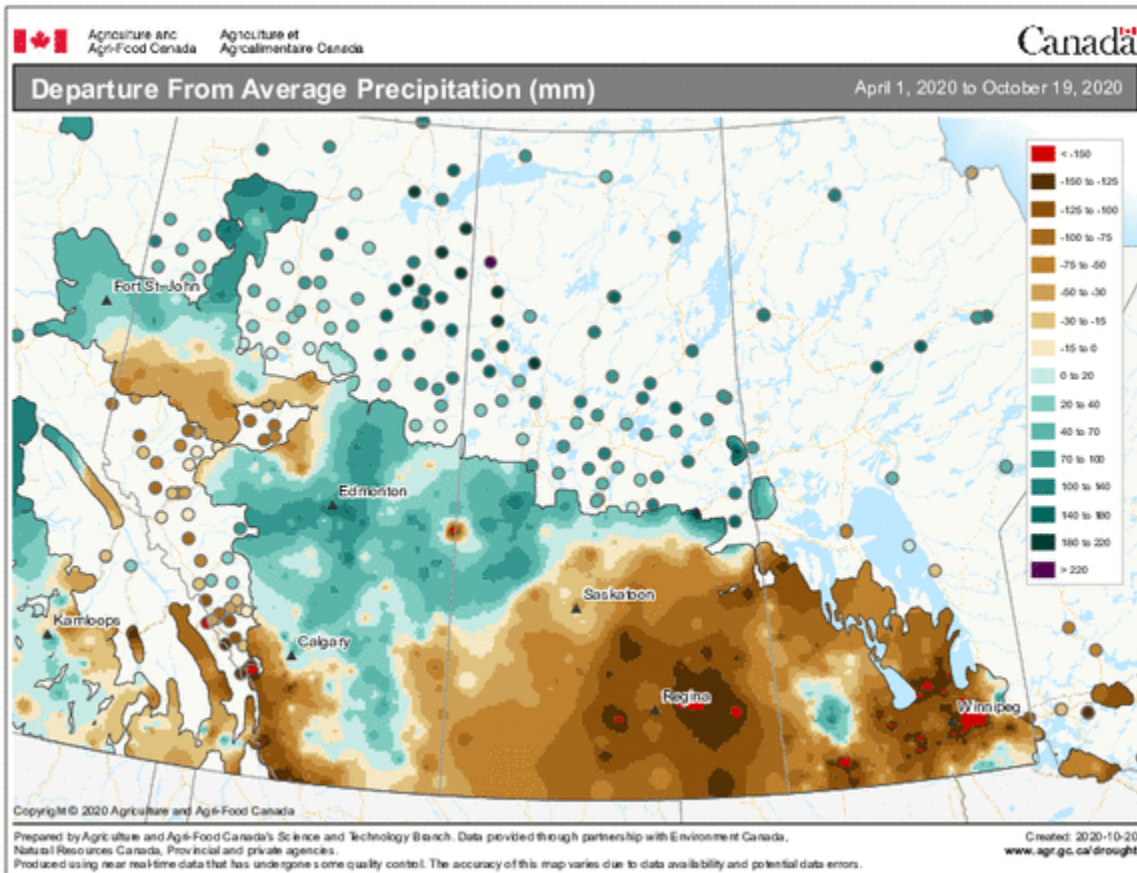 Agriculture and
Agri-Food Canada
Agriculture et
Agroalimentaire Canada
Canada
Departure From Average Precipitation (mm)
April 1, 2020 to October 19, 2020
< -150
-150 to -125
-125 to -100
-100 to -75
-75 to -50
-50 to -30
-30 to -15
-15 to 0
0 to 20
20 to 40
40 to 70
70 to 100
100 to 140
140 to 180
180 to 220
> 220
Fort St-John
Edmonton
Saskatoon
Kamloops
Calgary
Regina
Winnipeg
Copyright © 2020 Agriculture and Agri-Food Canada
Prepared by Agriculture and Agri-Food Canada's Science and Technology Branch. Data provided through partnership with Environment Canada,
Natural Resources Canada, Provincial and private agencies.
Produced using near real-time data that has undergone some quality control. The accuracy of this map varies due to data availability and potential data errors.
Created: 2020-10-20
www.agr.gc.ca/drought